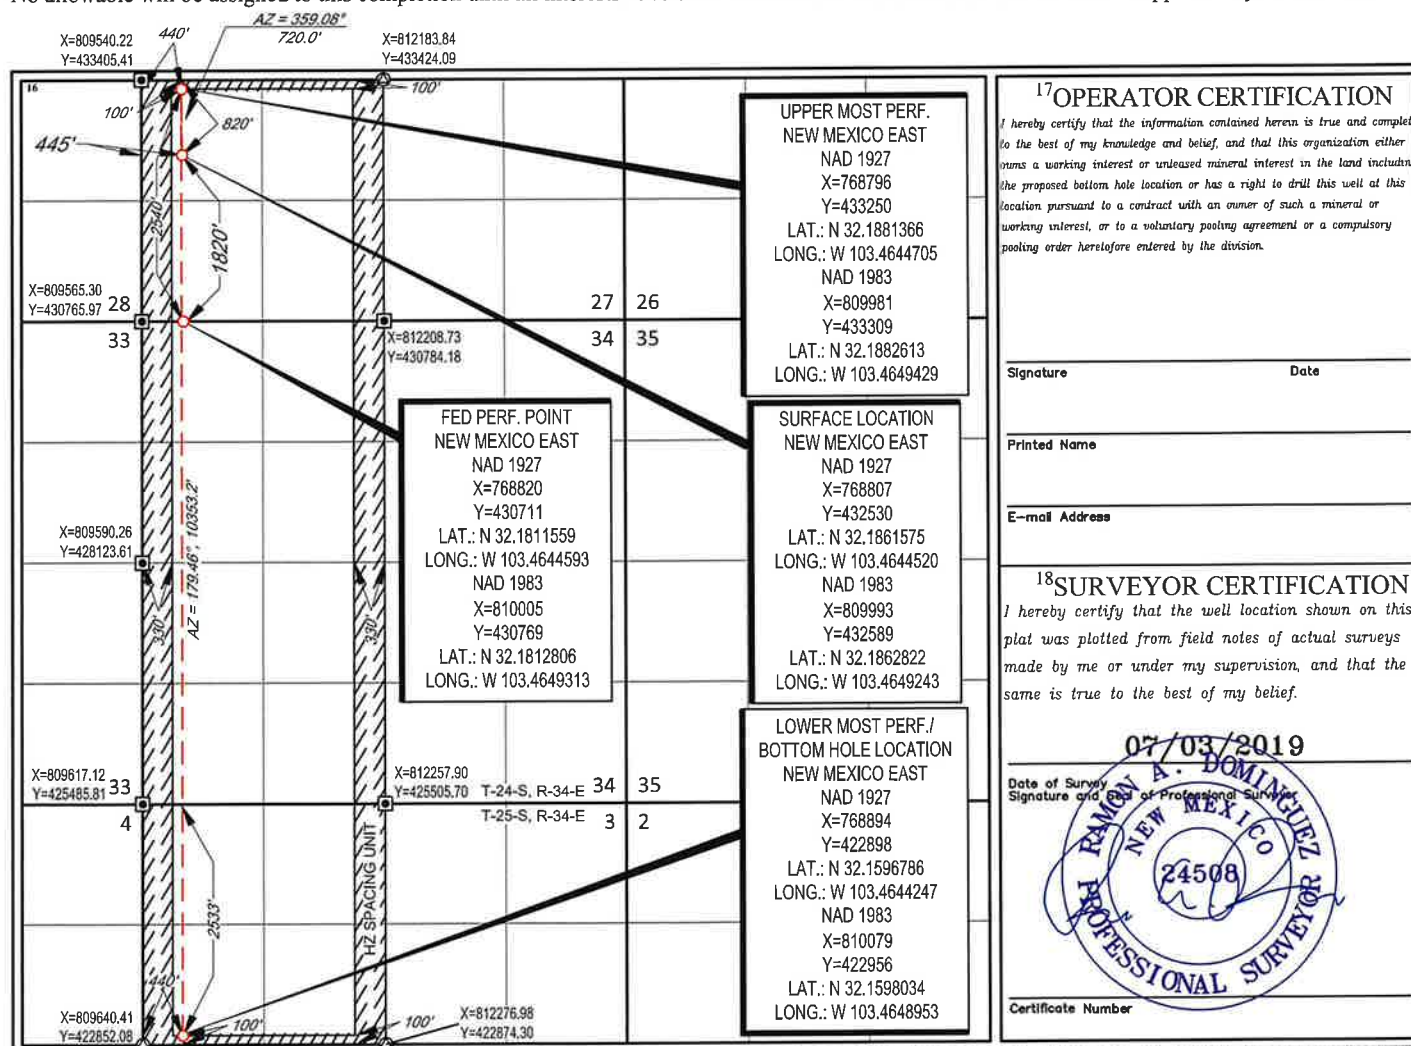 AZ = 359.08°
720.0'
X=809540.22
Y=433405.41
440'
X=812183.84
Y=433424.09
16
100'
100'
820'
445'
2540'
1820'
X=809565.30
Y=430765.97
28
33
27
26
34
35
X=812208.73
Y=430784.18
X=809590.26
Y=428123.61
AZ = 179.46°, 10353.2'
330'
330'
X=809617.12
Y=425485.81
33
4
X=812257.90
Y=425505.70
T-24-S, R-34-E
T-25-S, R-34-E
34
35
3
2
HZ SPACING UNIT
2533'
440'
100'
100'
X=809640.41
Y=422852.08
X=812276.98
Y=422874.30
UPPER MOST PERF.
NEW MEXICO EAST
NAD 1927
X=768796
Y=433250
LAT.: N 32.1881366
LONG.: W 103.4644705
NAD 1983
X=809981
Y=433309
LAT.: N 32.1882613
LONG.: W 103.4649429
FED PERF. POINT
NEW MEXICO EAST
NAD 1927
X=768820
Y=430711
LAT.: N 32.1811559
LONG.: W 103.4644593
NAD 1983
X=810005
Y=430769
LAT.: N 32.1812806
LONG.: W 103.4649313
SURFACE LOCATION
NEW MEXICO EAST
NAD 1927
X=768807
Y=432530
LAT.: N 32.1861575
LONG.: W 103.4644520
NAD 1983
X=809993
Y=432589
LAT.: N 32.1862822
LONG.: W 103.4649243
LOWER MOST PERF./
BOTTOM HOLE LOCATION
NEW MEXICO EAST
NAD 1927
X=768894
Y=422898
LAT.: N 32.1596786
LONG.: W 103.4644247
NAD 1983
X=810079
Y=422956
LAT.: N 32.1598034
LONG.: W 103.4648953
17OPERATOR CERTIFICATION
I hereby certify that the information contained herein is true and complet
to the best of my knowledge and belief, and that this organization either
owns a working interest or unleased mineral interest in the land includin
the proposed bottom hole location or has a right to drill this well at this
location pursuant to a contract with an owner of such a mineral or
working interest, or to a voluntary pooling agreement or a compulsory
pooling order heretofore entered by the division.
Signature Date
Printed Name
E-mail Address
18SURVEYOR CERTIFICATION
I hereby certify that the well location shown on this
plat was plotted from field notes of actual surveys
made by me or under my supervision, and that the
same is true to the best of my belief.
07/03/2019
Date of Survey
Signature and Seal of Professional Surveyor
RAMON A. DOMINGUEZ
NEW MEXICO
24508
PROFESSIONAL SURVEYOR
Certificate Number